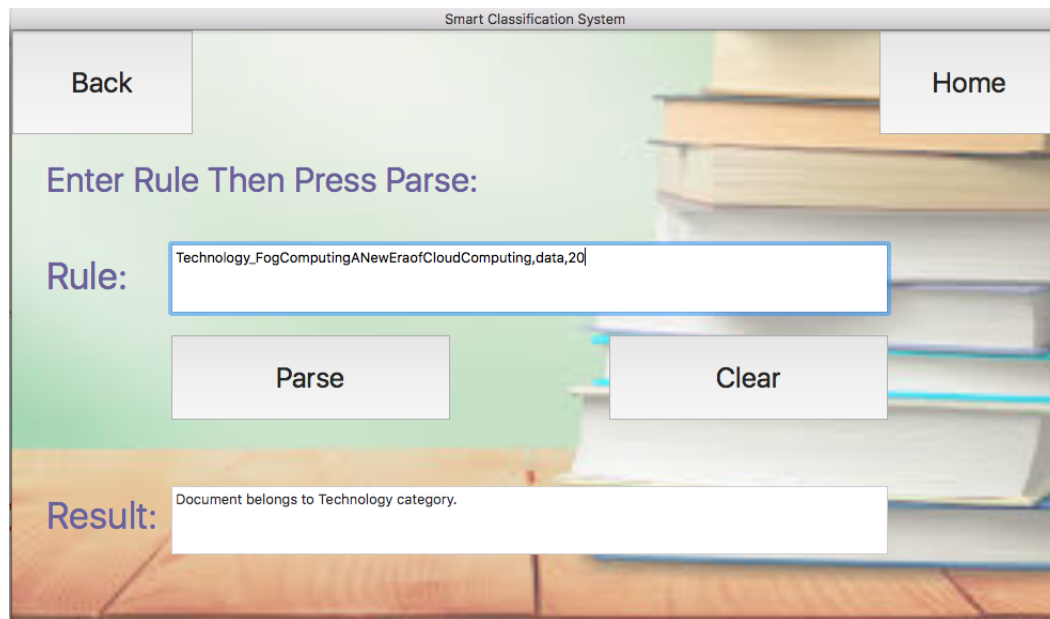 Smart Classification System
Back
Home
Enter Rule Then Press Parse:
Rule:
Technology_FogComputingANewEraofCloudComputing,data,20
Parse
Clear
Result:
Document belongs to Technology category.